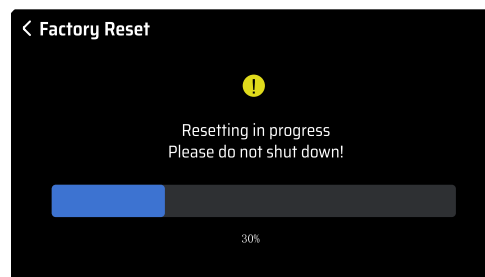 Factory Reset
!
Resetting in progress
Please do not shut down!
30%